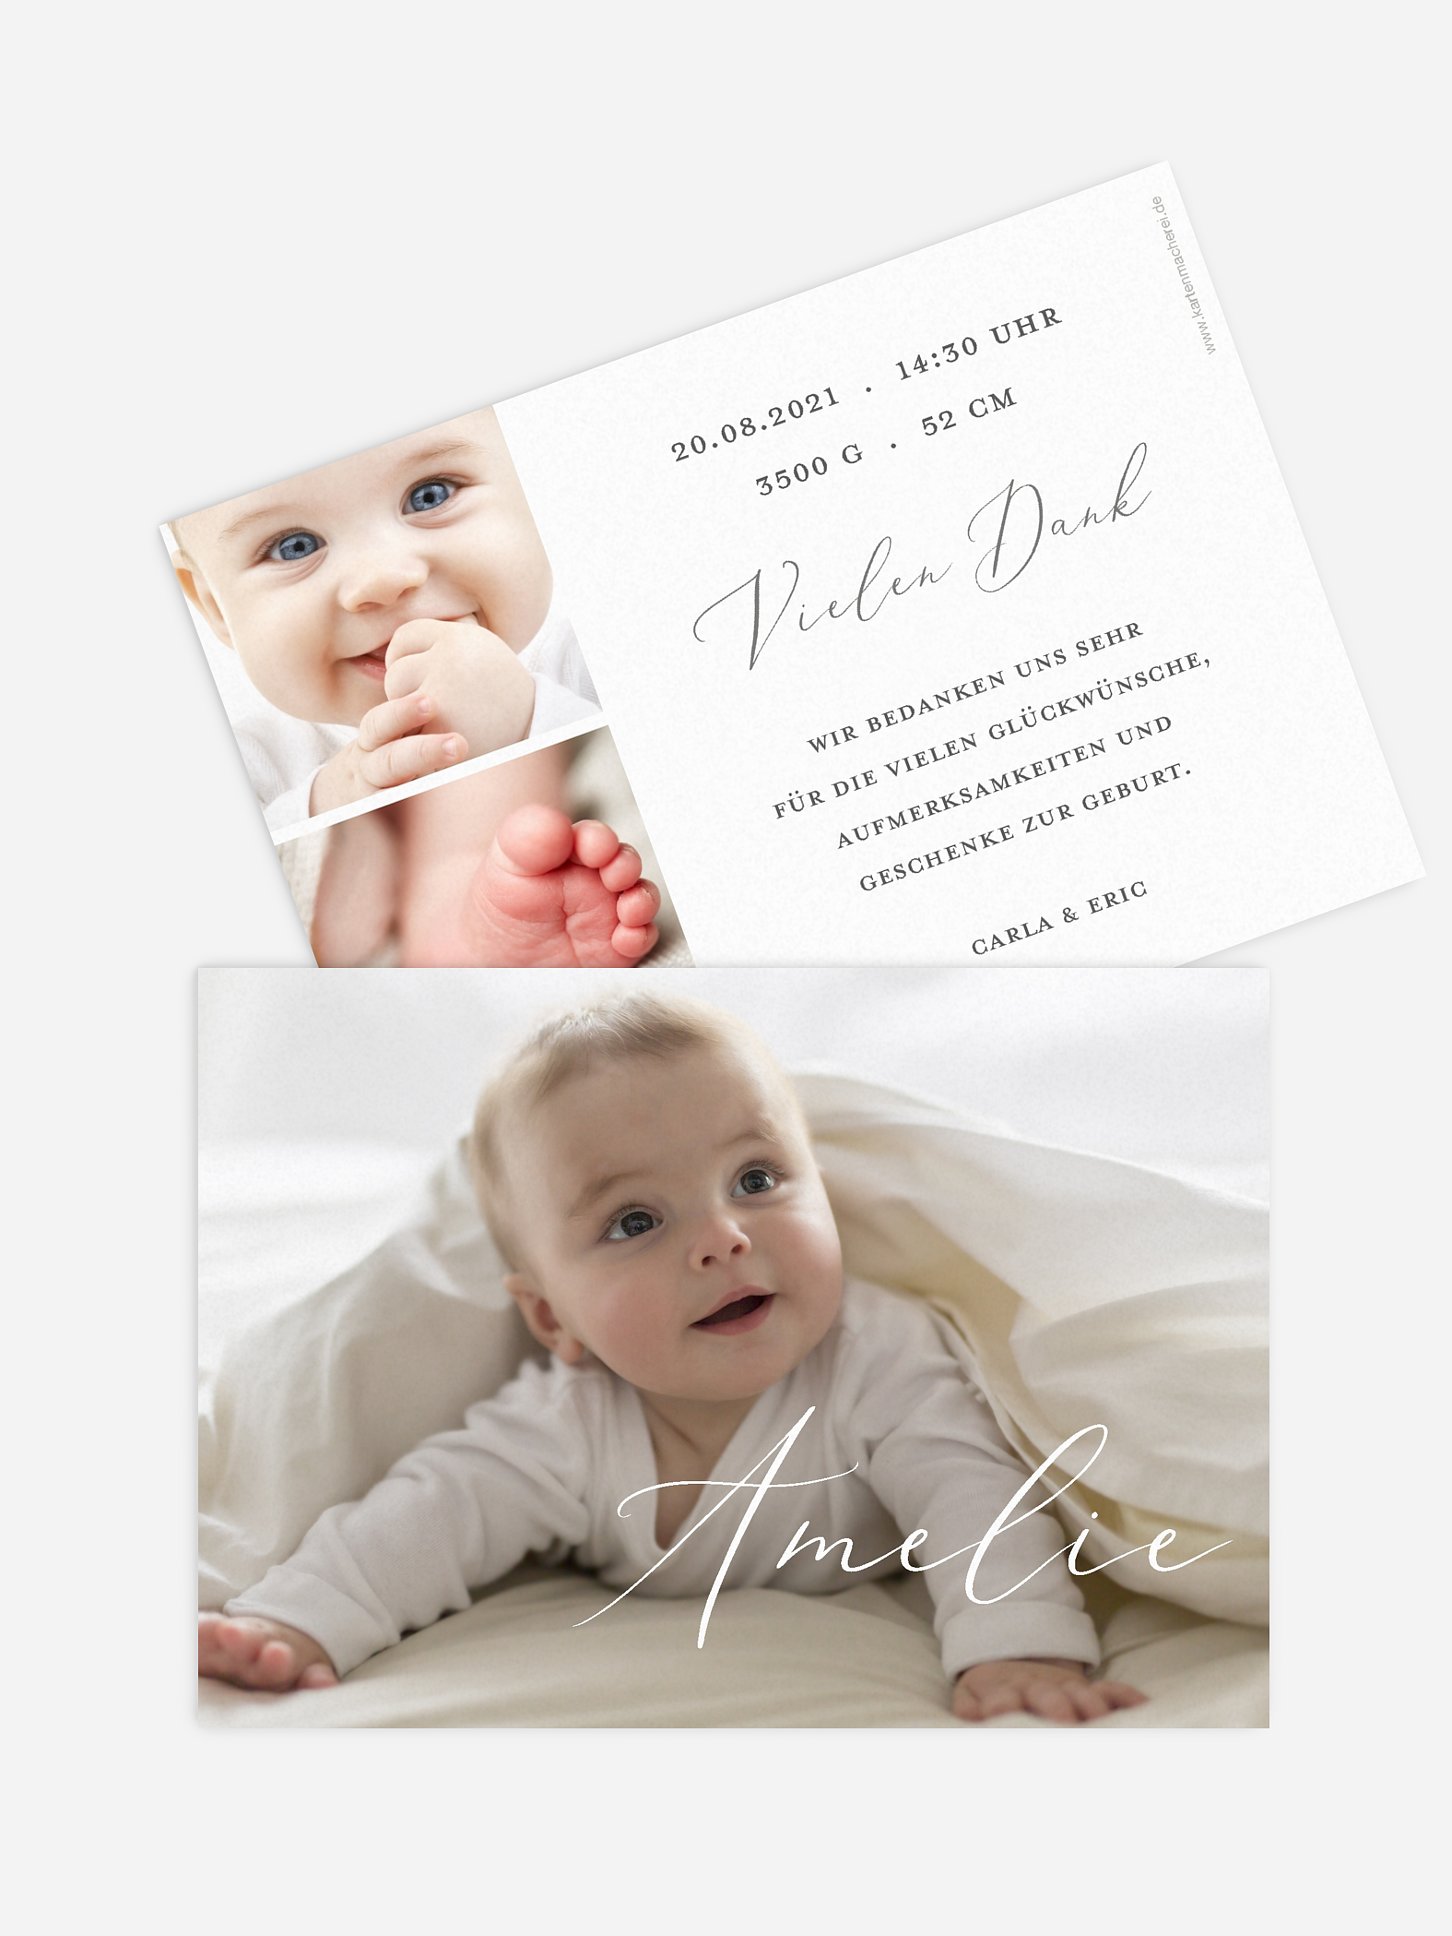 www.kartenmacherei.de
20.08.2021 . 14:30 UHR
3500 G . 52 CM
Vielen Dank
WIR BEDANKEN UNS SEHR
FÜR DIE VIELEN GLÜCKWÜNSCHE,
AUFMERKSAMKEITEN UND
GESCHENKE ZUR GEBURT.
CARLA & ERIC
Amelie